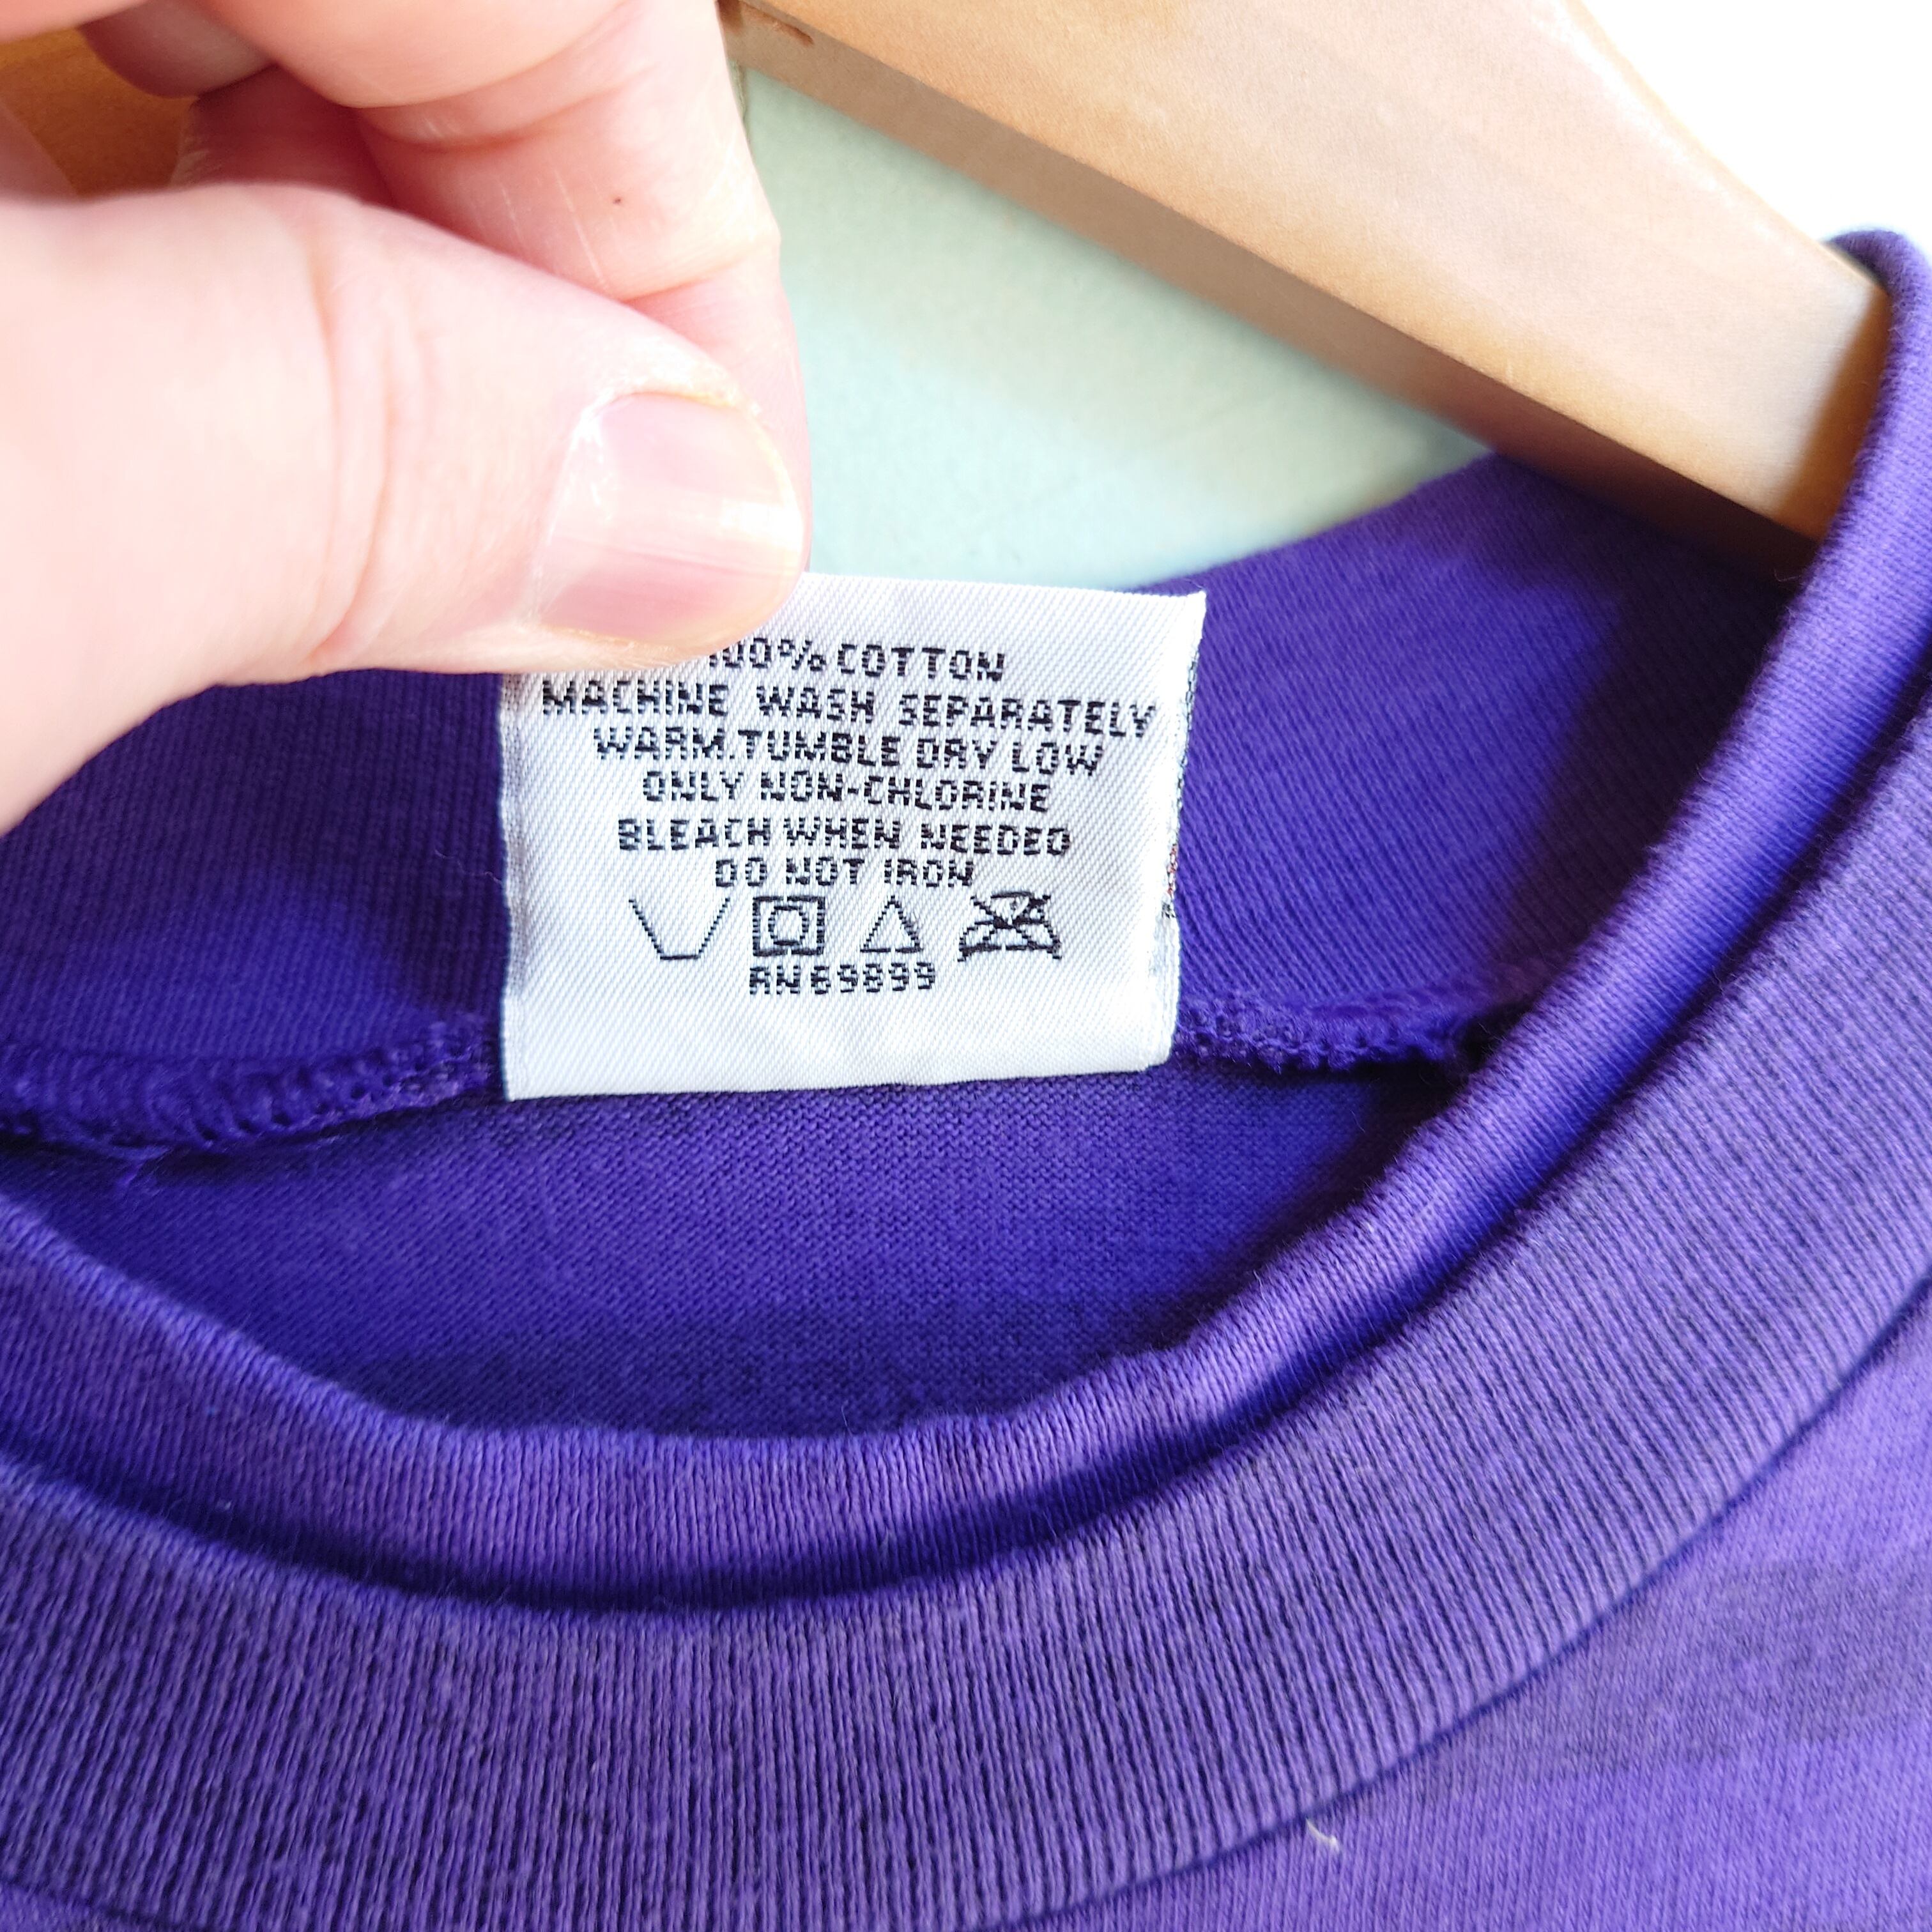 100% COTTON
MACHINE WASH SEPARATELY
WARM.TUMBLE DRY LOW
ONLY NON-CHLORINE
BLEACH WHEN NEEDED
DO NOT IRON
RN69899